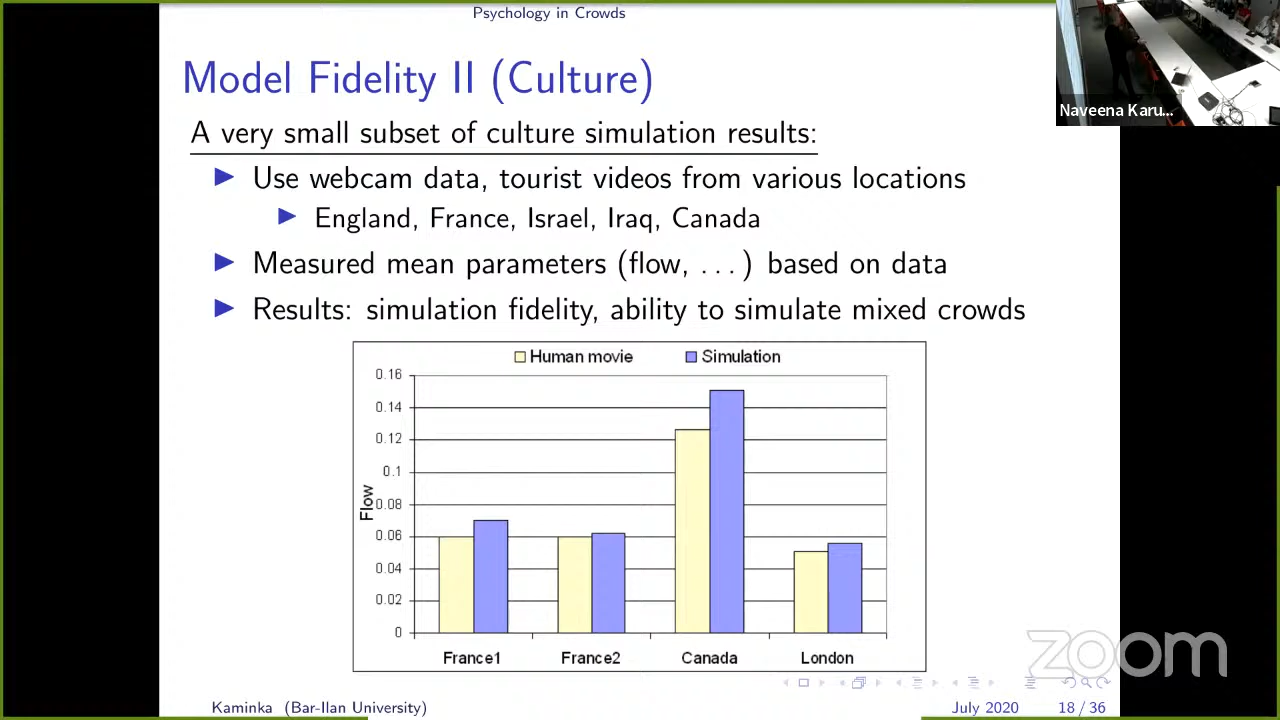 Psychology in Crowds
Model Fidelity II (Culture)
A very small subset of culture simulation results:
Use webcam data, tourist videos from various locations
England, France, Israel, Iraq, Canada
Measured mean parameters (flow, ...) based on data
Results: simulation fidelity, ability to simulate mixed crowds
Human movie Simulation
0.16
0.14
0.12
0.1
0.08
0.06
0.04
0.02
0
Flow
France1 France2 Canada London
Kaminka (Bar-Ilan University) July 2020 18 / 36
Naveena Karu...
zoom